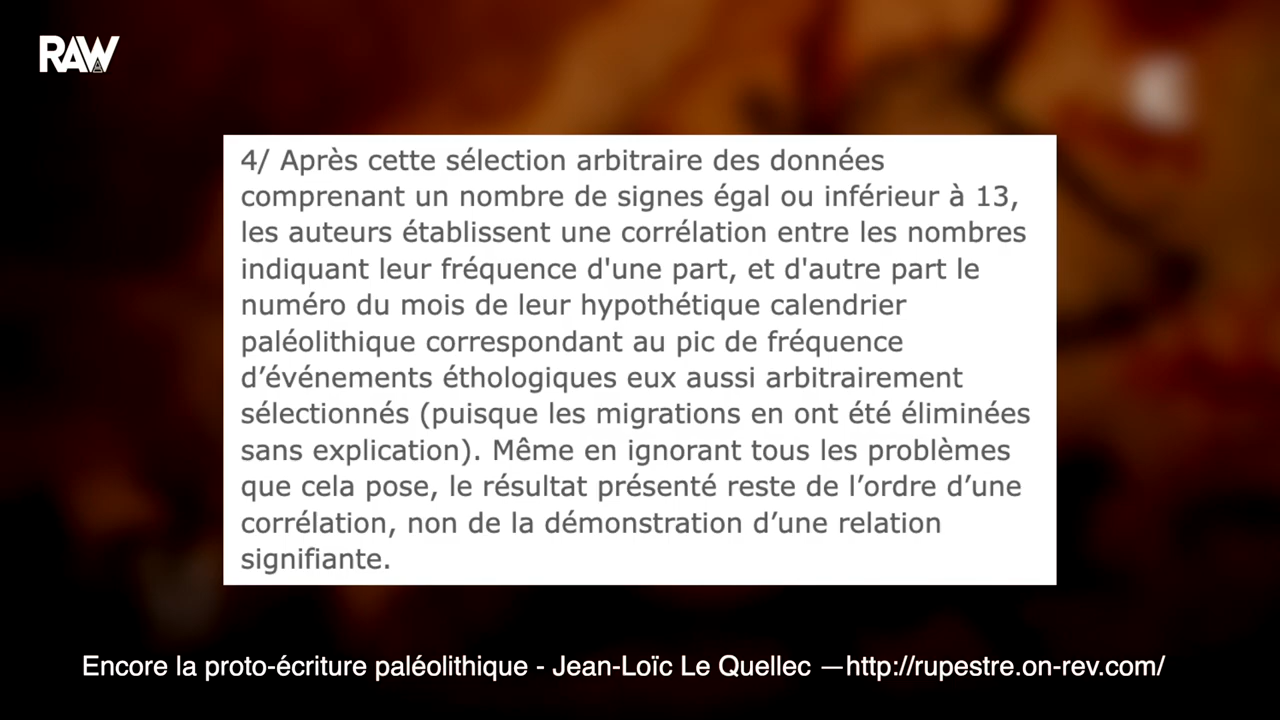 RAW
4/ Après cette sélection arbitraire des données
comprenant un nombre de signes égal ou inférieur à 13,
les auteurs établissent une corrélation entre les nombres
indiquant leur fréquence d'une part, et d'autre part le
numéro du mois de leur hypothétique calendrier
paléolithique correspondant au pic de fréquence
d’événements éthologiques eux aussi arbitrairement
sélectionnés (puisque les migrations en ont été éliminées
sans explication). Même en ignorant tous les problèmes
que cela pose, le résultat présenté reste de l’ordre d’une
corrélation, non de la démonstration d’une relation
signifiante.
Encore la proto-écriture paléolithique - Jean-Loïc Le Quellec —http://rupestre.on-rev.com/